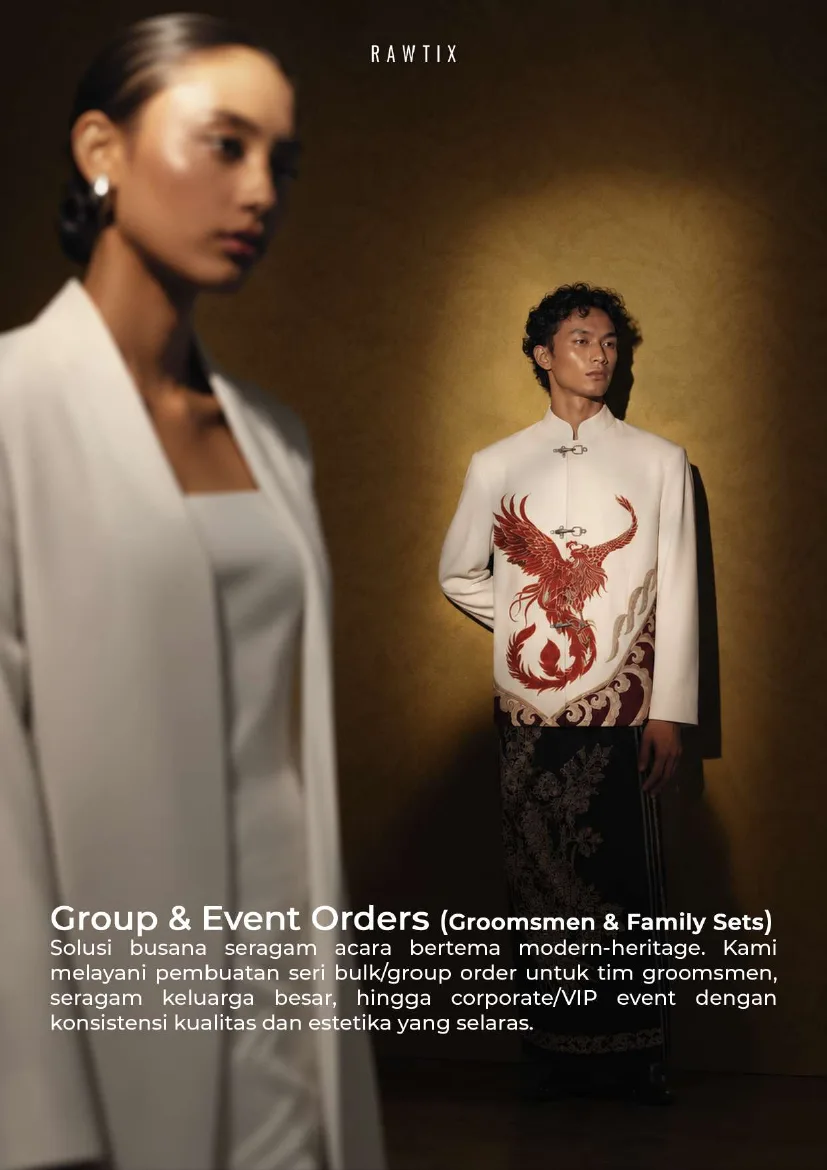 RAWTIX
Group & Event Orders (Groomsmen & Family Sets)
Solusi busana seragam acara bertema modern-heritage. Kami
melayani pembuatan seri bulk/group order untuk tim groomsmen,
seragam keluarga besar, hingga corporate/VIP event dengan
konsistensi kualitas dan estetika yang selaras.